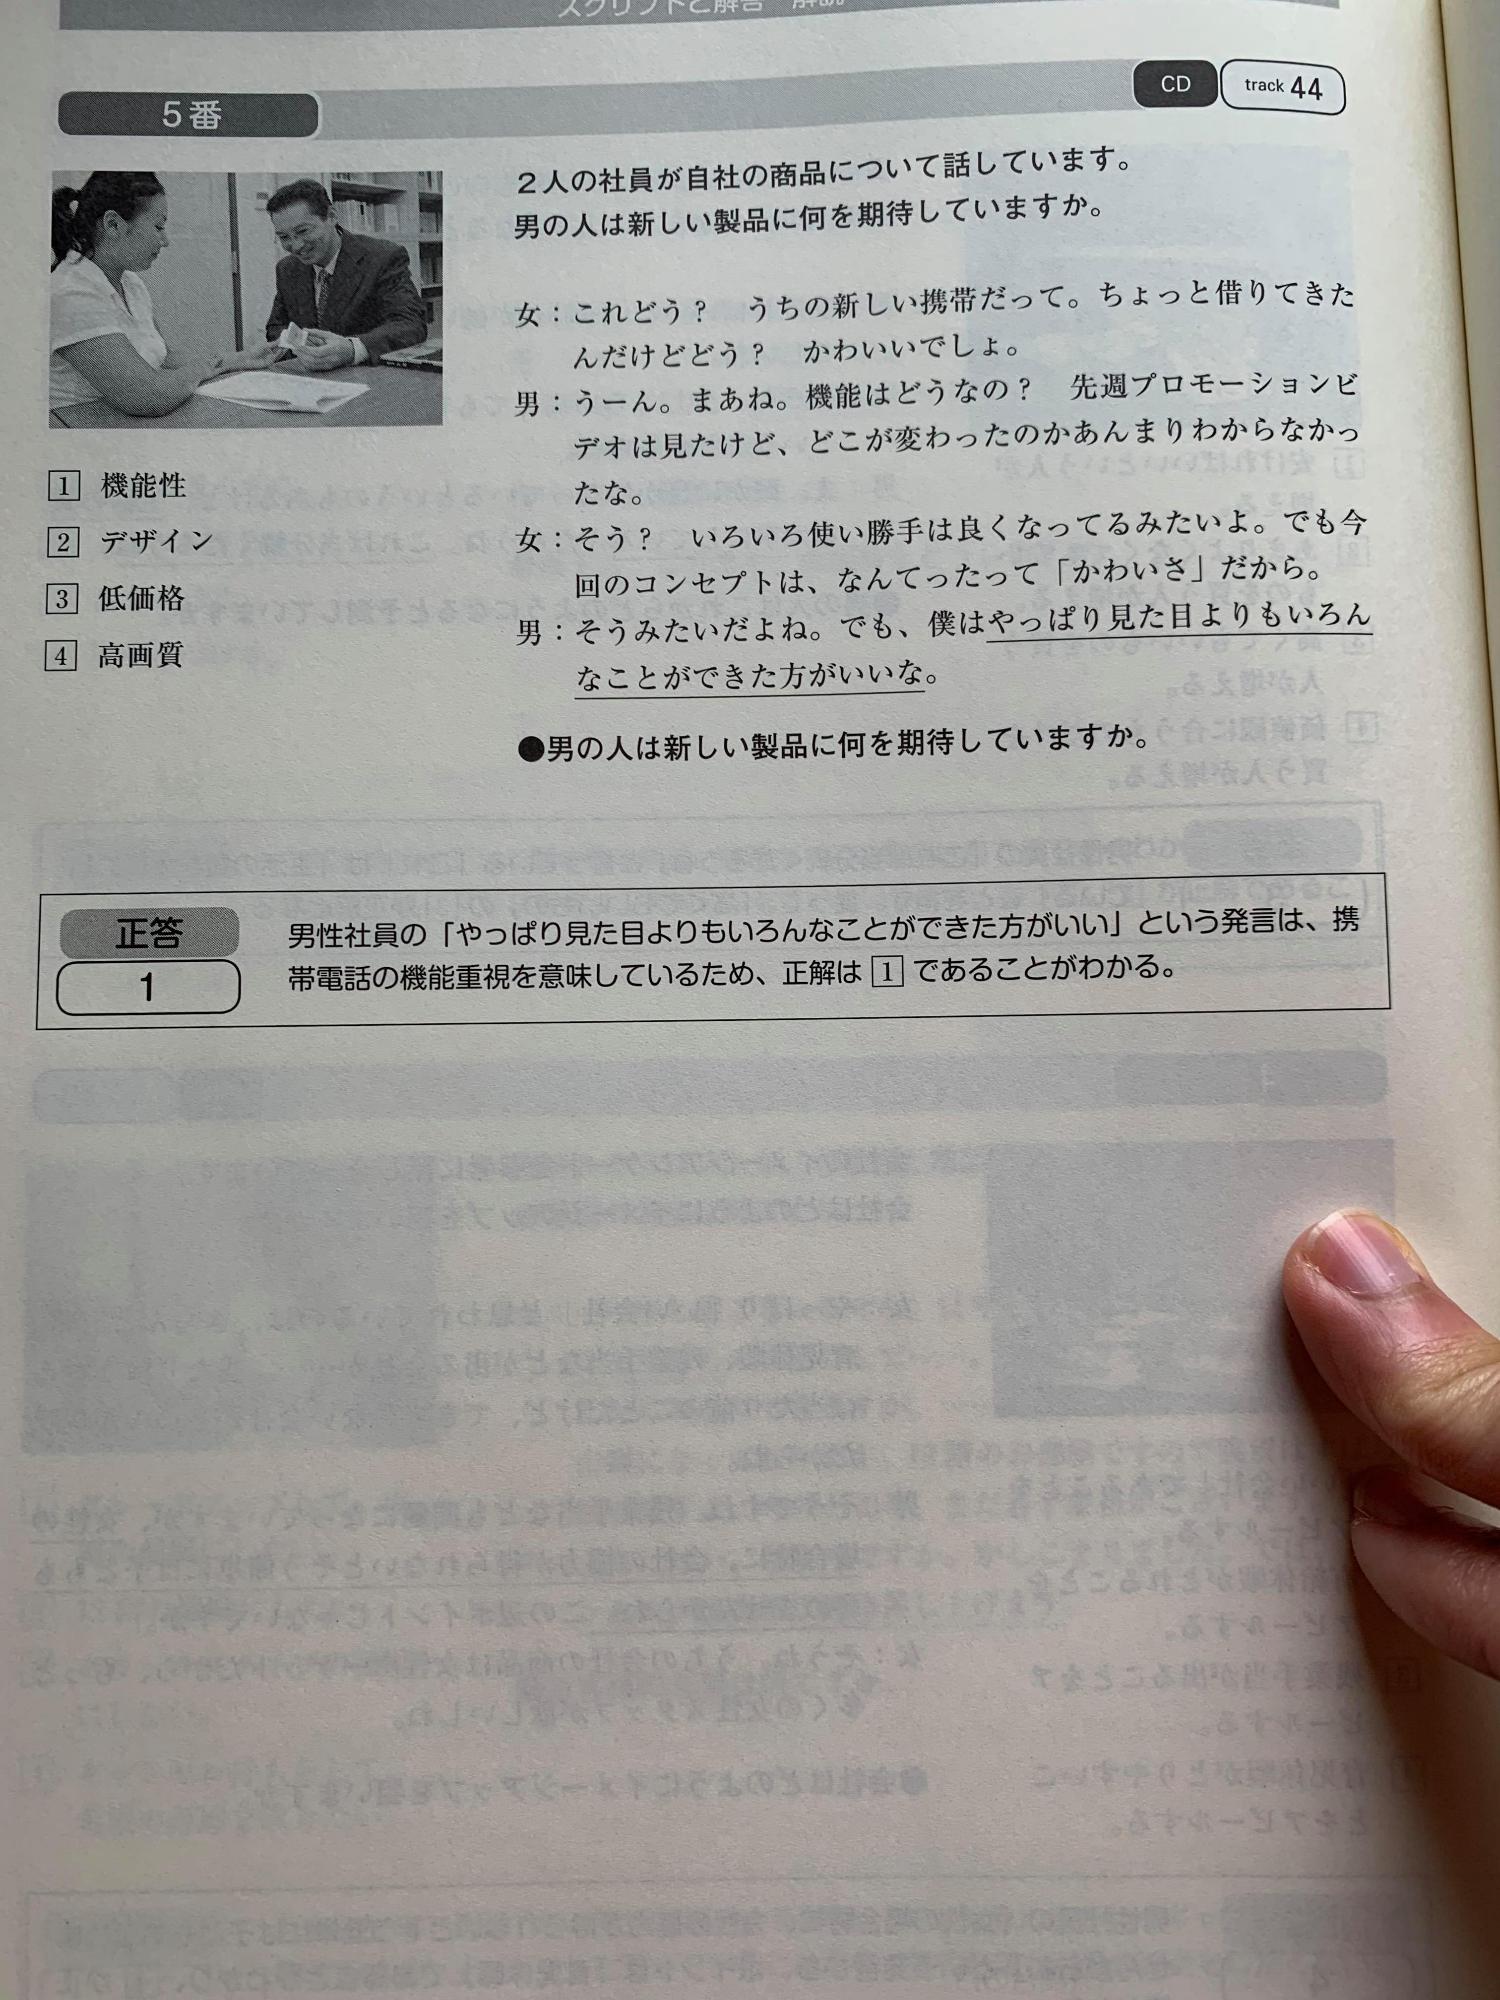 スクリプトと解答・解説
5番
CD track 44
2人の社員が自社の商品について話しています。
男の人は新しい製品に何を期待していますか。
女：これどう？　うちの新しい携帯だって。ちょっと借りてきた
んだけどどう？　かわいいでしょ。
男：うーん。まあね。機能はどうなの？　先週プロモーションビ
デオは見たけど、どこが変わったのかあんまりわからなかっ
たな。
女：そう？　いろいろ使い勝手は良くなってるみたいよ。でも今
回のコンセプトは、なんてったって「かわいさ」だから。
男：そうみたいだよね。でも、僕はやっぱり見た目よりもいろん
なことができた方がいいな。
●男の人は新しい製品に何を期待していますか。
1 機能性
2 デザイン
3 低価格
4 高画質
正答
1
男性社員の「やっぱり見た目よりもいろんなことができた方がいい」という発言は、携
帯電話の機能重視を意味しているため、正解は 1 であることがわかる。